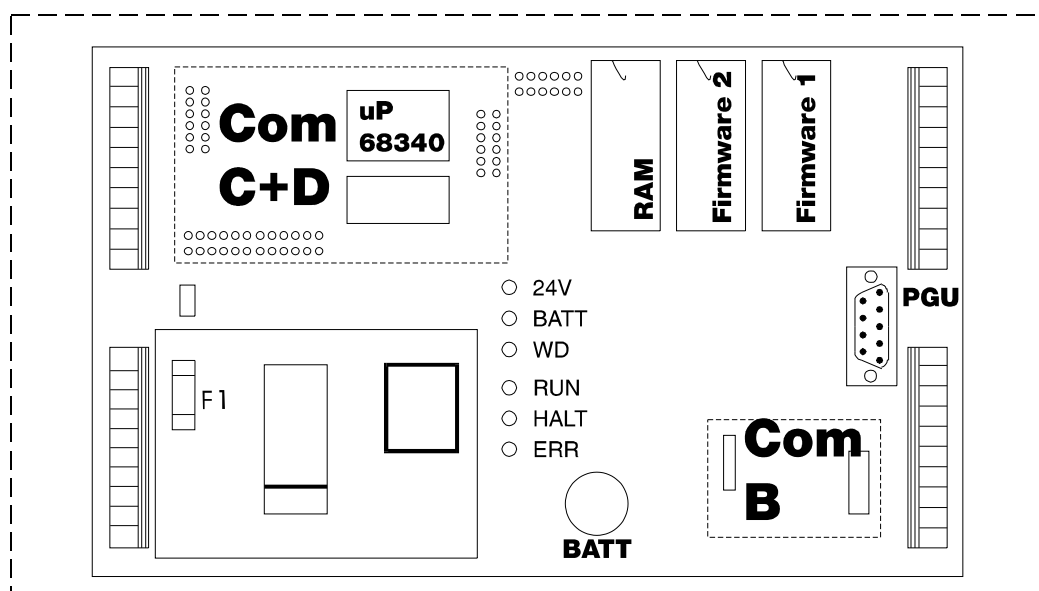 Com
C+D
uP
68340
RAM
Firmware 2
Firmware 1
PGU
24V
BATT
WD
RUN
HALT
ERR
F1
Com
B
BATT